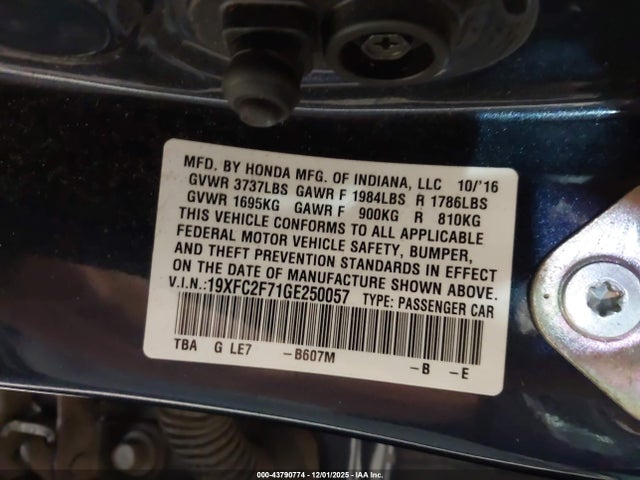 MFD. BY HONDA MFG. OF INDIANA, LLC 10/'16
GVWR 3737LBS GAWR F 1984LBS R 1786LBS
GVWR 1695KG GAWR F 900KG R 810KG
THIS VEHICLE CONFORMS TO ALL APPLICABLE
FEDERAL MOTOR VEHICLE SAFETY, BUMPER,
AND THEFT PREVENTION STANDARDS IN EFFECT
ON THE DATE OF MANUFACTURE SHOWN ABOVE.
V.I.N.:19XFC2F71GE250057 TYPE: PASSENGER CAR
TBA G LE7 -B607M -B -E
000-43790774 - 12/01/2025 - IAA Inc.